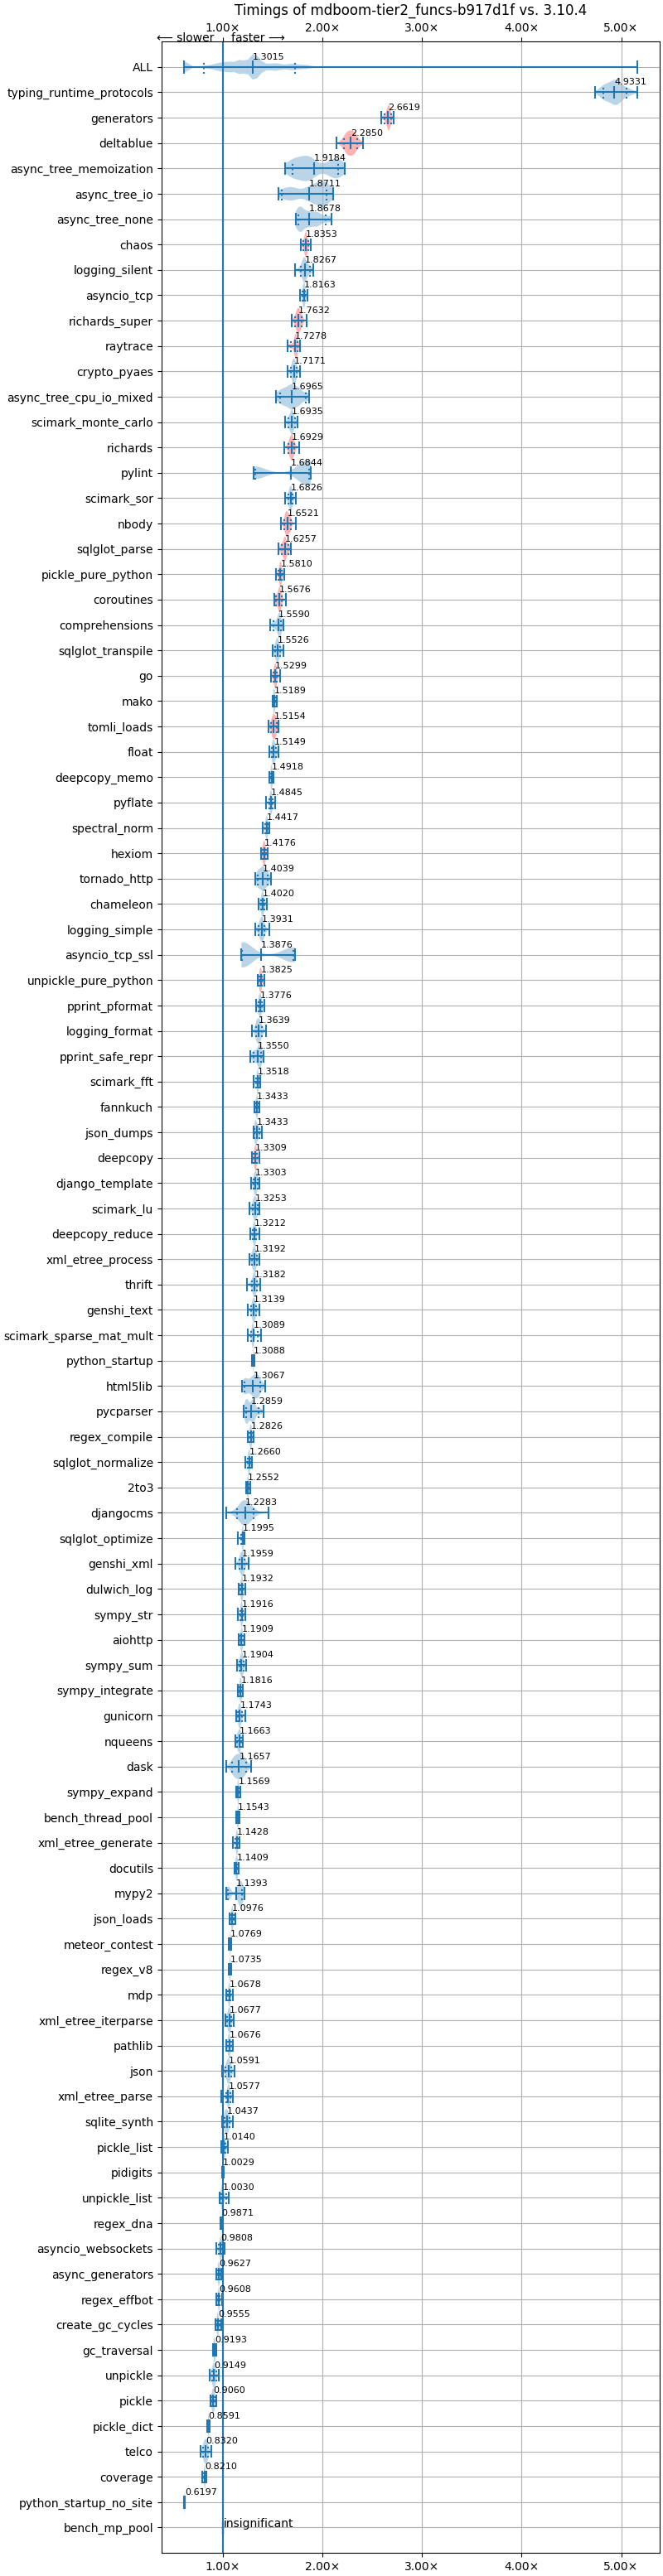 Timings of mdboom-tier2_funcs-b917d1f vs. 3.10.4
1.00× 2.00× 3.00× 4.00× 5.00×
⟵ slower faster ⟶
ALL 1.3015
typing_runtime_protocols 4.9331
generators 2.6619
deltablue 2.2850
async_tree_memoization 1.9184
async_tree_io 1.8711
async_tree_none 1.8678
chaos 1.8353
logging_silent 1.8267
asyncio_tcp 1.8163
richards_super 1.7632
raytrace 1.7278
crypto_pyaes 1.7171
async_tree_cpu_io_mixed 1.6965
scimark_monte_carlo 1.6935
richards 1.6929
pylint 1.6844
scimark_sor 1.6826
nbody 1.6521
sqlglot_parse 1.6257
pickle_pure_python 1.5810
coroutines 1.5676
comprehensions 1.5590
sqlglot_transpile 1.5526
go 1.5299
mako 1.5189
tomli_loads 1.5154
float 1.5149
deepcopy_memo 1.4918
pyflate 1.4845
spectral_norm 1.4417
hexiom 1.4176
tornado_http 1.4039
chameleon 1.4020
logging_simple 1.3931
asyncio_tcp_ssl 1.3876
unpickle_pure_python 1.3825
pprint_pformat 1.3776
logging_format 1.3639
pprint_safe_repr 1.3550
scimark_fft 1.3518
fannkuch 1.3433
json_dumps 1.3433
deepcopy 1.3309
django_template 1.3303
scimark_lu 1.3253
deepcopy_reduce 1.3212
xml_etree_process 1.3192
thrift 1.3182
genshi_text 1.3139
scimark_sparse_mat_mult 1.3089
python_startup 1.3088
html5lib 1.3067
pycparser 1.2859
regex_compile 1.2826
sqlglot_normalize 1.2660
2to3 1.2552
djangocms 1.2283
sqlglot_optimize 1.1995
genshi_xml 1.1959
dulwich_log 1.1932
sympy_str 1.1916
aiohttp 1.1909
sympy_sum 1.1904
sympy_integrate 1.1816
gunicorn 1.1743
nqueens 1.1663
dask 1.1657
sympy_expand 1.1569
bench_thread_pool 1.1543
xml_etree_generate 1.1428
docutils 1.1409
mypy2 1.1393
json_loads 1.0976
meteor_contest 1.0769
regex_v8 1.0735
mdp 1.0678
xml_etree_iterparse 1.0677
pathlib 1.0676
json 1.0591
xml_etree_parse 1.0577
sqlite_synth 1.0437
pickle_list 1.0140
pidigits 1.0029
unpickle_list 1.0030
regex_dna 0.9871
asyncio_websockets 0.9808
async_generators 0.9627
regex_effbot 0.9608
create_gc_cycles 0.9555
gc_traversal 0.9193
unpickle 0.9149
pickle 0.9060
pickle_dict 0.8591
telco 0.8320
coverage 0.8210
python_startup_no_site 0.6197
bench_mp_pool insignificant
1.00× 2.00× 3.00× 4.00× 5.00×